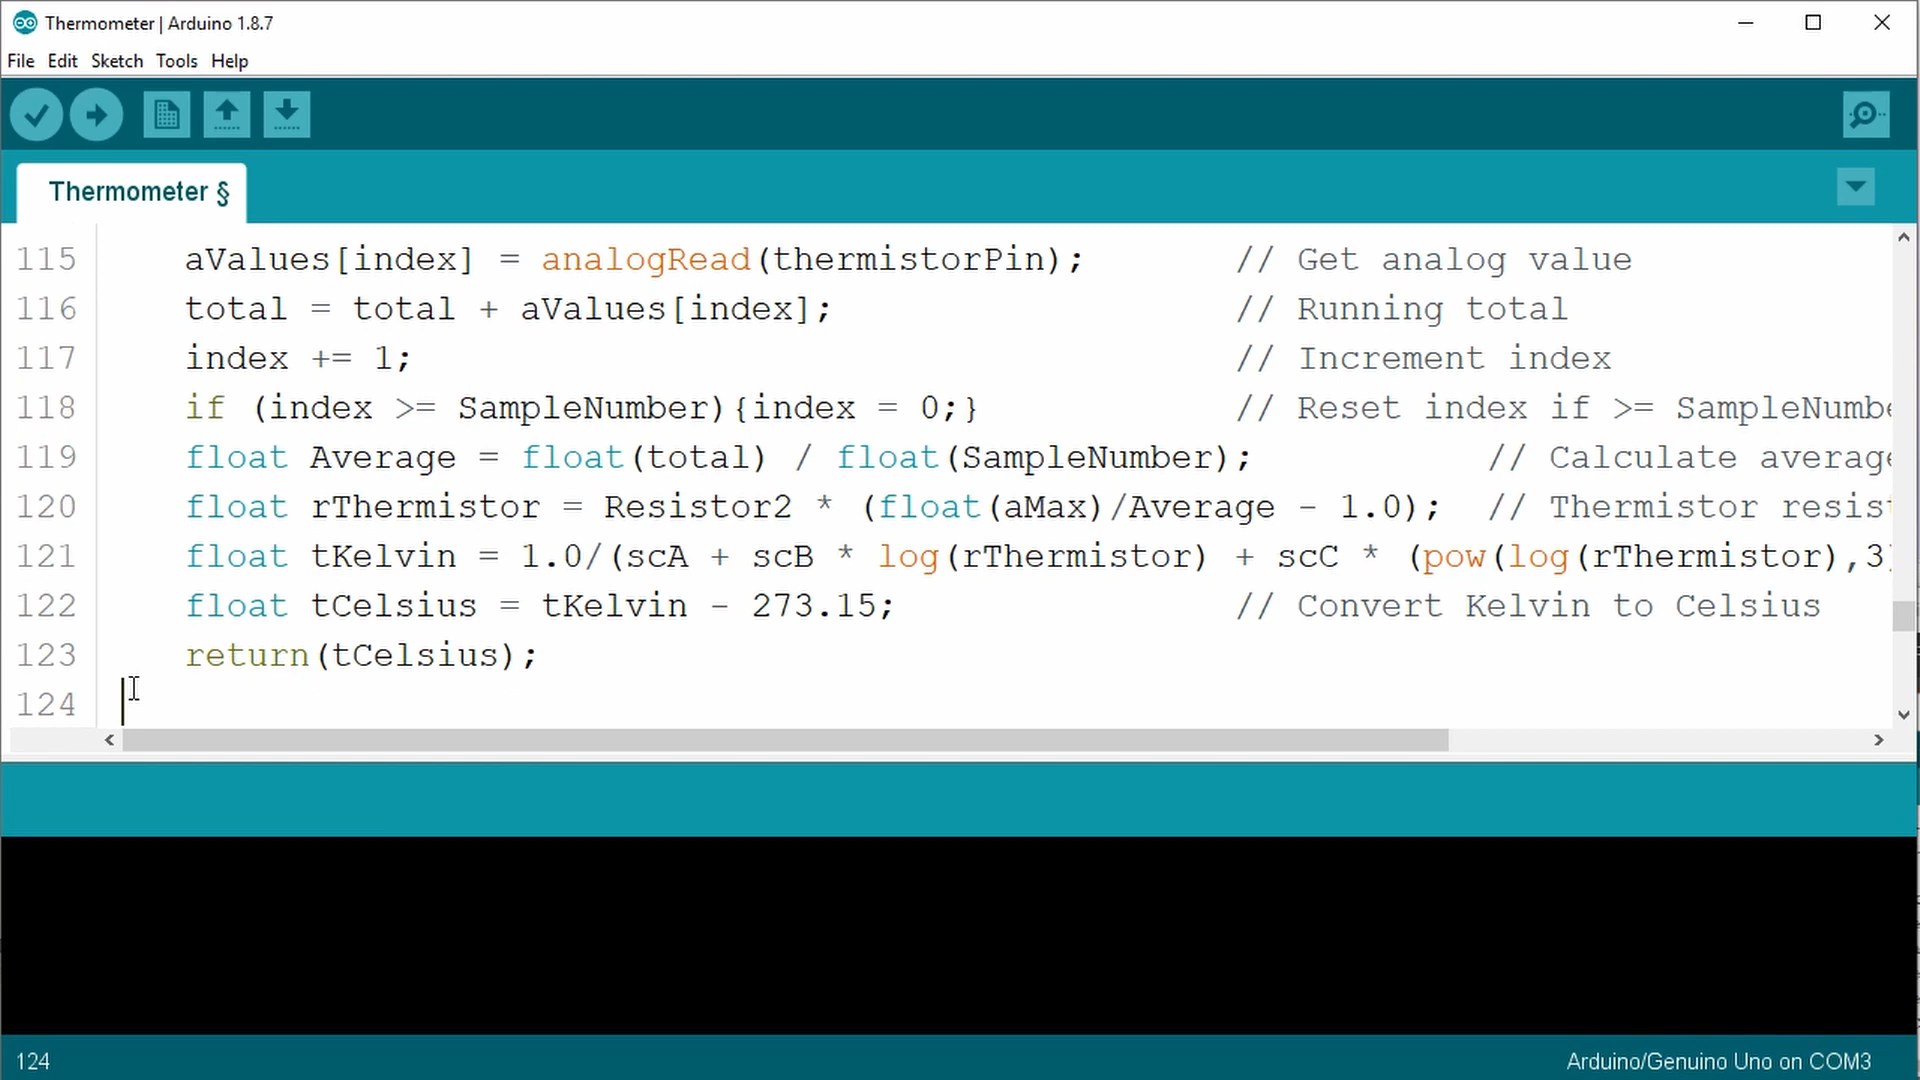 Thermometer | Arduino 1.8.7
File Edit Sketch Tools Help
Thermometer §
115 aValues[index] = analogRead(thermistorPin); // Get analog value
116 total = total + aValues[index]; // Running total
117 index += 1; // Increment index
118 if (index >= SampleNumber){index = 0;} // Reset index if >= SampleNumbe
119 float Average = float(total) / float(SampleNumber); // Calculate average
120 float rThermistor = Resistor2 * (float(aMax)/Average - 1.0); // Thermistor resist
121 float tKelvin = 1.0/(scA + scB * log(rThermistor) + scC * (pow(log(rThermistor),3)
122 float tCelsius = tKelvin - 273.15; // Convert Kelvin to Celsius
123 return(tCelsius);
124
124
Arduino/Genuino Uno on COM3